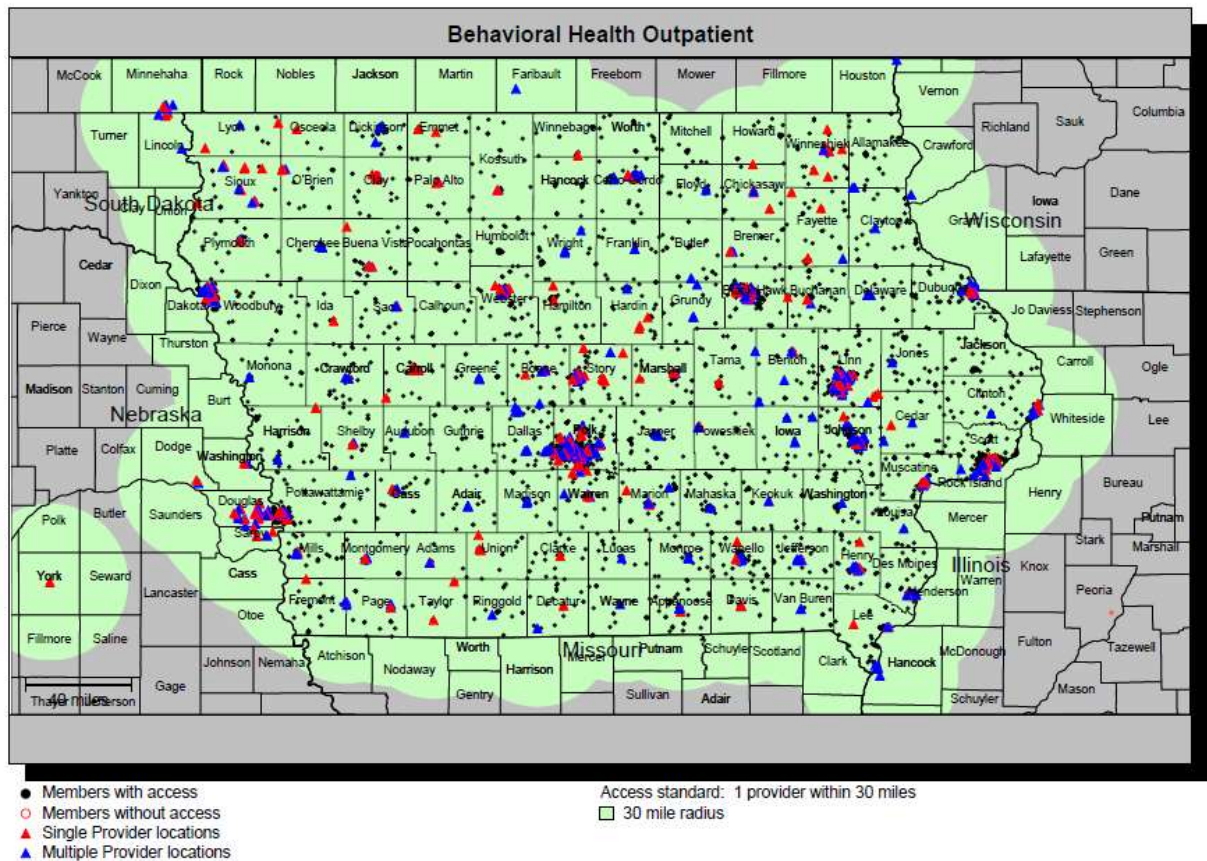 Behavioral Health Outpatient
McCook Minnehaha Rock Nobles Jackson Martin Faribault Freeborn Mower Fillmore Houston Vernon
Columbia
Richland Sauk
Turner Lincoln Lyon Osceola Dickinson Emmet Winnebago Worth Mitchell Howard Winneshiek Allamakee Crawford
Kossuth
Yankton Clay Union Sioux O'Brien Clay Palo Alto Hancock Cerro Gordo Floyd Chickasaw Dane
Iowa
South Dakota Fayette Clayton Grant Wisconsin
Plymouth Cherokee Buena Vista Pocahontas Humboldt Wright Franklin Butler Bremer
Cedar Lafayette Green
Dixon
Dakota Woodbury Ida Sac Calhoun Webster Hamilton Hardin Grundy Hawk Buchanan Delaware Dubuque
Pierce Wayne Jo Daviess Stephenson
Thurston
Monona Crawford Carroll Greene Boone Story Marshall Tama Benton Linn Jones Jackson Carroll Ogle
Madison Stanton Cuming Burt
Clinton
Nebraska Whiteside Lee
Dodge Harrison Shelby Audubon Guthrie Dallas Polk Jasper Poweshiek Iowa Johnson Cedar Scott
Platte Colfax Washington
Muscatine
Pottawattamie Cass Adair Madison Warren Marion Mahaska Keokuk Washington Rock Island Henry Bureau
Polk Butler Saunders Douglas Louisa Mercer Putnam
Sarpy Stark Marshall
Mills Montgomery Adams Union Clarke Lucas Monroe Wapello Jefferson Henry Des Moines Illinois Knox
York Seward Cass Warren
Lancaster Henderson Peoria
Otoe Fremont Page Taylor Ringgold Decatur Wayne Appanoose Davis Van Buren Lee
Fillmore Saline Fulton
Tazewell
Atchison Worth Missouri Putnam Schuyler Scotland Clark Hancock McDonough
Johnson Nemaha Nodaway Harrison Mercer
Gage Gentry Sullivan Adair Schuyler Mason
40 miles
Thayer Jefferson
Members with access
Members without access
Single Provider locations
Multiple Provider locations
Access standard: 1 provider within 30 miles
30 mile radius